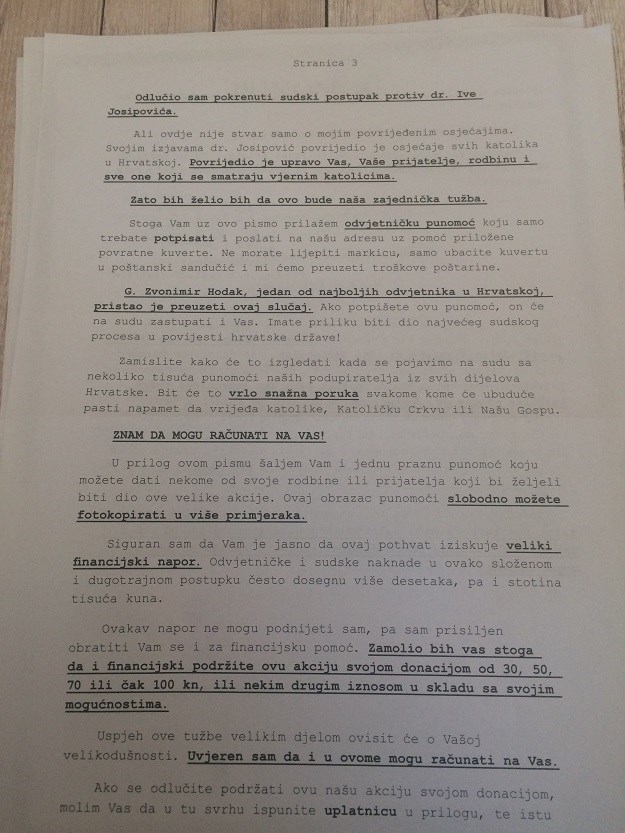 Stranica 3
Odlučio sam pokrenuti sudski postupak protiv dr. Ive
Josipovića.
Ali ovdje nije stvar samo o mojim povrijeđenim osjećajima.
Svojim izjavama dr. Josipović povrijedio je osjećaje svih katolika
u Hrvatskoj. Povrijedio je upravo Vas, Vaše prijatelje, rodbinu i
sve one koji se smatraju vjernim katolicima.
Zato bih želio bih da ovo bude naša zajednička tužba.
Stoga Vam uz ovo pismo prilažem odvjetničku punomoć koju samo
trebate potpisati i poslati na našu adresu uz pomoć priložene
povratne kuverte. Ne morate lijepiti markicu, samo ubacite kuvertu
u poštanski sandučić i mi ćemo preuzeti troškove poštarine.
G. Zvonimir Hodak, jedan od najboljih odvjetnika u Hrvatskoj,
pristao je preuzeti ovaj slučaj. Ako potpišete ovu punomoć, on će
na sudu zastupati i Vas. Imate priliku biti dio najvećeg sudskog
procesa u povijesti hrvatske države!
Zamislite kako će to izgledati kada se pojavimo na sudu sa
nekoliko tisuća punomoći naših podupiratelja iz svih dijelova
Hrvatske. Bit će to vrlo snažna poruka svakome kome će ubuduće
pasti napamet da vrijeđa katolike, Katoličku Crkvu ili Našu Gospu.
ZNAM DA MOGU RAČUNATI NA VAS!
U prilog ovom pismu šaljem Vam i jednu praznu punomoć koju
možete dati nekome od svoje rodbine ili prijatelja koji bi željeli
biti dio ove velike akcije. Ovaj obrazac punomoći slobodno možete
fotokopirati u više primjeraka.
Siguran sam da Vam je jasno da ovaj pothvat iziskuje veliki
financijski napor. Odvjetničke i sudske naknade u ovako složenom
i dugotrajnom postupku često dosegnu više desetaka, pa i stotina
tisuća kuna.
Ovakav napor ne mogu podnijeti sam, pa sam prisiljen
obratiti Vam se i za financijsku pomoć. Zamolio bih vas stoga
da i financijski podržite ovu akciju svojom donacijom od 30, 50,
70 ili čak 100 kn, ili nekim drugim iznosom u skladu sa svojim
mogućnostima.
Uspjeh ove tužbe velikim djelom ovisit će o Vašoj
velikodušnosti. Uvjeren sam da i u ovome mogu računati na Vas.
Ako se odlučite podržati ovu našu akciju svojom donacijom,
molim Vas da u tu svrhu ispunite uplatnicu u prilogu, te istu